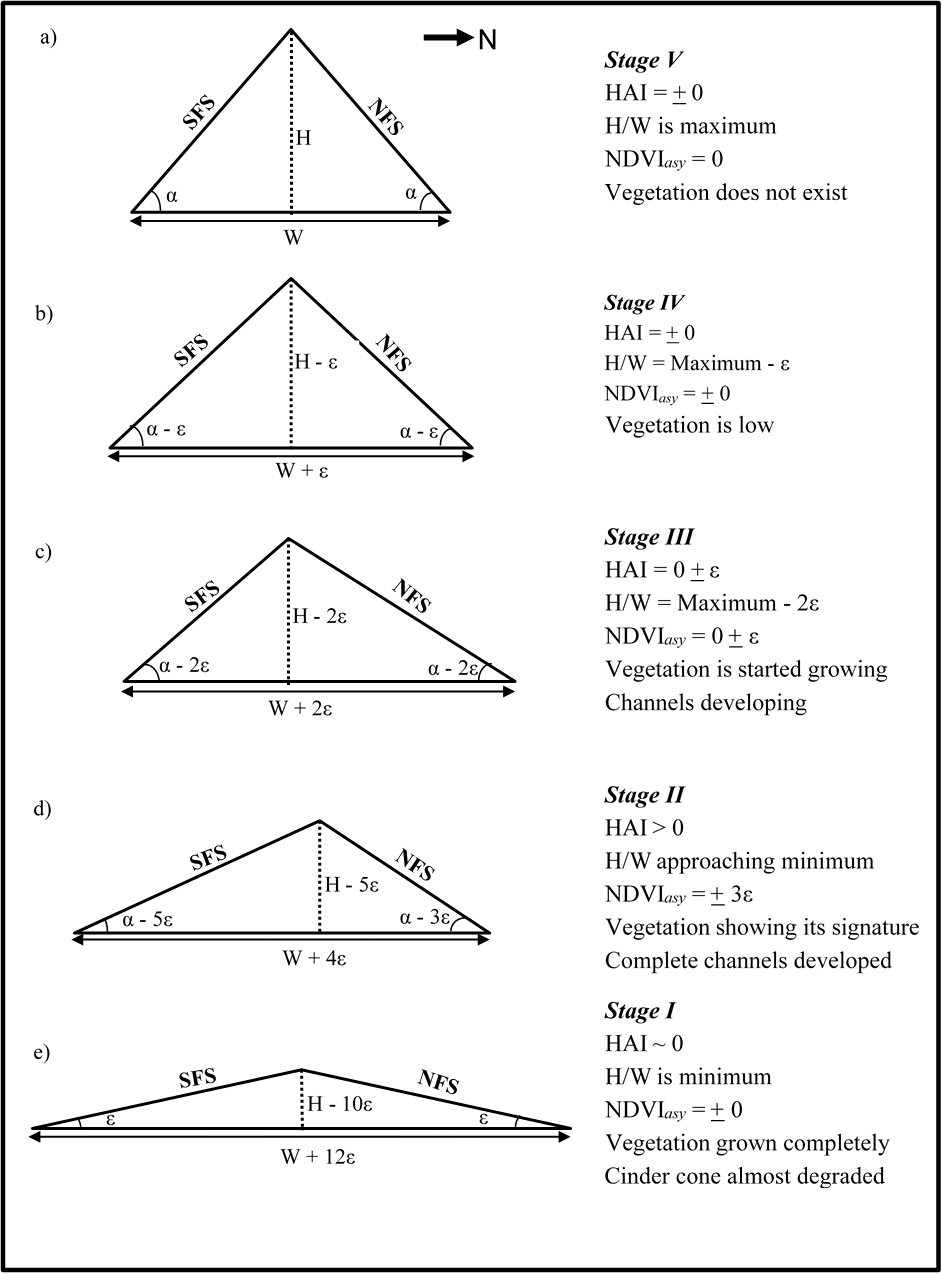 a)
N
SFS
NFS
H
α
α
W
Stage V
HAI = ± 0
H/W is maximum
NDVIasy = 0
Vegetation does not exist
b)
SFS
NFS
H - ε
α - ε
α - ε
W + ε
Stage IV
HAI = ± 0
H/W = Maximum - ε
NDVIasy = ± 0
Vegetation is low
c)
SFS
NFS
H - 2ε
α - 2ε
α - 2ε
W + 2ε
Stage III
HAI = 0 ± ε
H/W = Maximum - 2ε
NDVIasy = 0 ± ε
Vegetation is started growing
Channels developing
d)
SFS
NFS
H - 5ε
α - 5ε
α - 3ε
W + 4ε
Stage II
HAI > 0
H/W approaching minimum
NDVIasy = ± 3ε
Vegetation showing its signature
Complete channels developed
e)
SFS
NFS
H - 10ε
ε
ε
W + 12ε
Stage I
HAI ~ 0
H/W is minimum
NDVIasy = ± 0
Vegetation grown completely
Cinder cone almost degraded